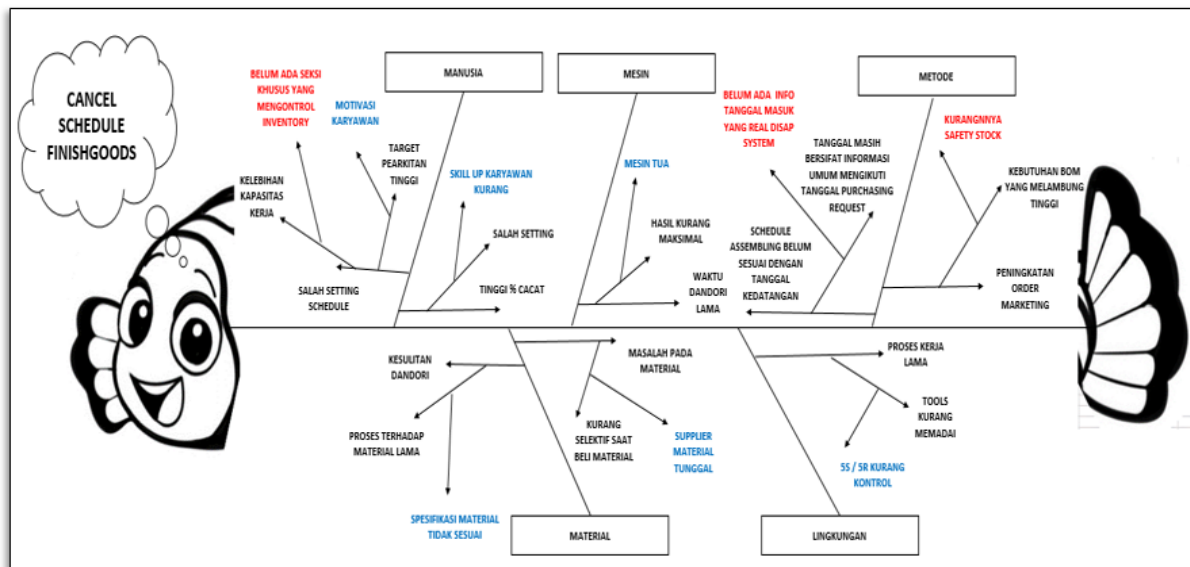 CANCEL
SCHEDULE
FINISHGOODS
MANUSIA
MESIN
METODE
BELUM ADA SEKSI
KHUSUS YANG
MENGONTROL
INVENTORY
MOTIVASI
KARYAWAN
TARGET
PEARKITAN
TINGGI
KELEBIHAN
KAPASITAS
KERJA
SALAH SETTING
SCHEDULE
SKILL UP KARYAWAN
KURANG
SALAH SETTING
TINGGI % CACAT
MESIN TUA
HASIL KURANG
MAKSIMAL
WAKTU
DANDORI
LAMA
BELUM ADA INFO
TANGGAL MASUK
YANG REAL DISAP
SYSTEM
TANGGAL MASIH
BERSIFAT INFORMASI
UMUM MENGIKUTI
TANGGAL PURCHASING
REQUEST
SCHEDULE
ASSEMBLING BELUM
SESUAI DENGAN
TANGGAL
KEDATANGAN
KURANGNNYA
SAFETY STOCK
KEBUTUHAN BOM
YANG MELAMBUNG
TINGGI
PENINGKATAN
ORDER
MARKETING
KESULITAN
DANDORI
PROSES TERHADAP
MATERIAL LAMA
SPESIFIKASI MATERIAL
TIDAK SESUAI
MASALAH PADA
MATERIAL
KURANG
SELEKTIF SAAT
BELI MATERIAL
SUPPLIER
MATERIAL
TUNGGAL
PROSES KERJA
LAMA
TOOLS
KURANG
MEMADAI
5S / 5R KURANG
KONTROL
MATERIAL
LINGKUNGAN